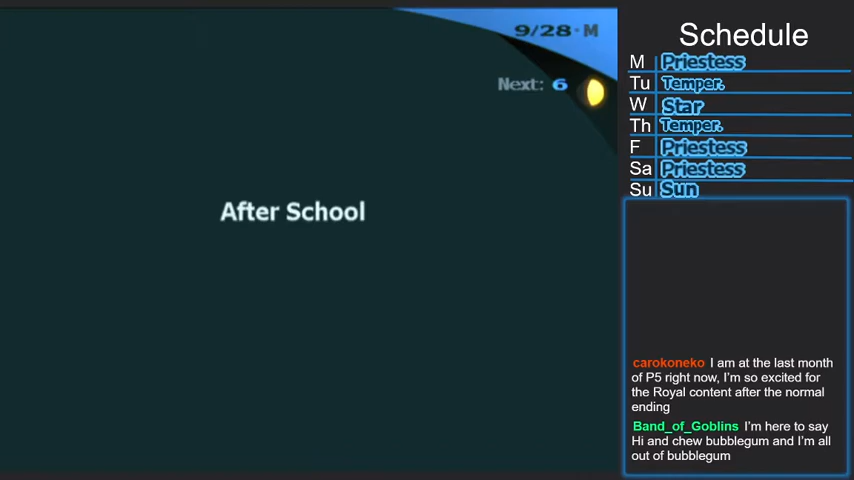 9/28·M
Next: 6
After School
Schedule
M Priestess
Tu Temper.
W Star
Th Temper.
F Priestess
Sa Priestess
Su Sun
carokoneko I am at the last month
of P5 right now, I'm so excited for
the Royal content after the normal
ending
Band_of_Goblins I'm here to say
Hi and chew bubblegum and I'm all
out of bubblegum